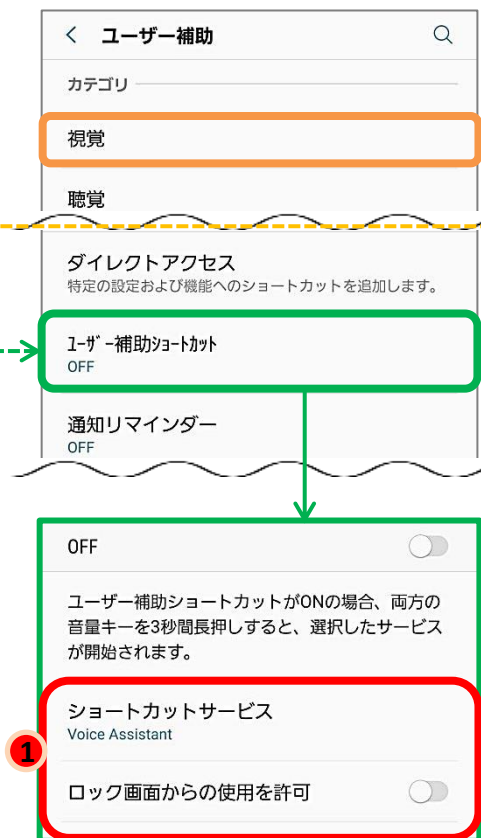 ユーザー補助
カテゴリ
視覚
聴覚
ダイレクトアクセス
特定の設定および機能へのショートカットを追加します。
ﾕｰｻﾞｰ補助ｼｮｰﾄｶｯﾄ
OFF
通知リマインダー
OFF
OFF
ユーザー補助ショートカットがONの場合、両方の
音量キーを3秒間長押しすると、選択したサービス
が開始されます。
ショートカットサービス
Voice Assistant
1
ロック画面からの使用を許可